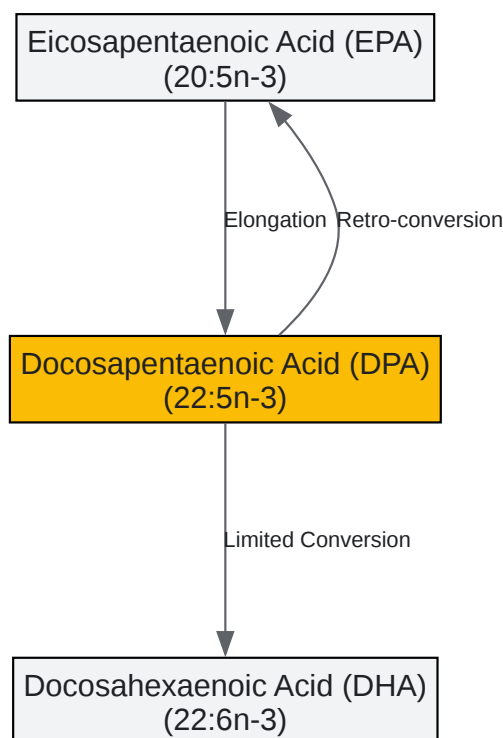 Eicosapentaenoic Acid (EPA)
(20:5n-3)
Elongation
Retro-conversion
Docosapentaenoic Acid (DPA)
(22:5n-3)
Limited Conversion
Docosahexaenoic Acid (DHA)
(22:6n-3)